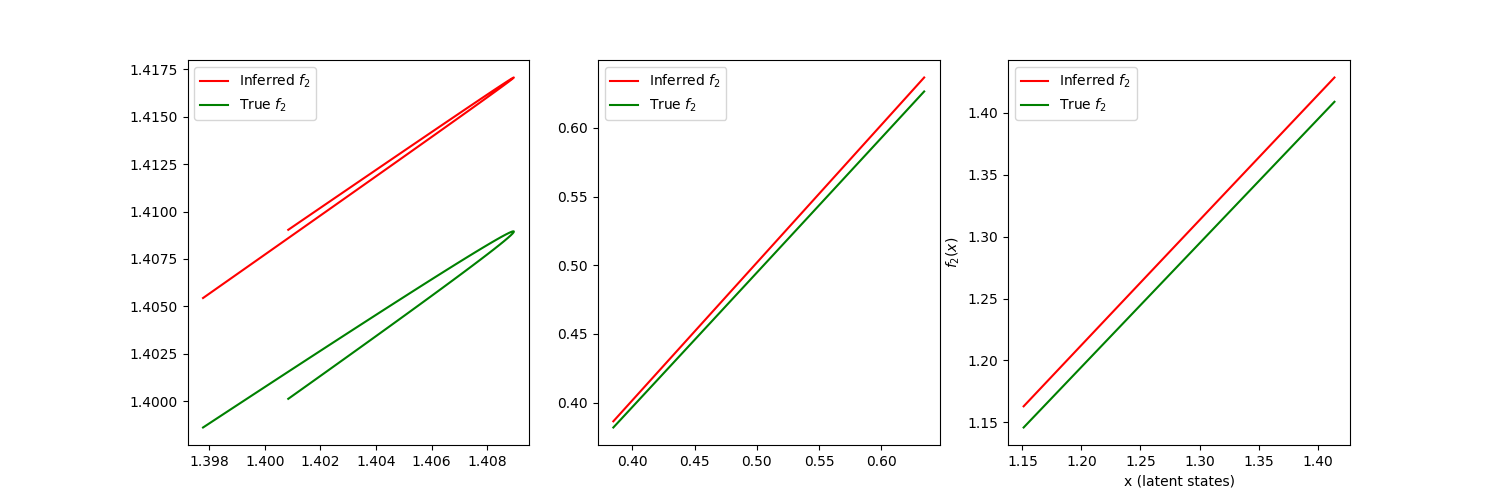 Inferred f₂
True f₂
1.4175
1.4150
1.4125
1.4100
1.4075
1.4050
1.4025
1.4000
1.398 1.400 1.402 1.404 1.406 1.408
Inferred f₂
True f₂
0.60
0.55
0.50
0.45
0.40
0.40 0.45 0.50 0.55 0.60
Inferred f₂
True f₂
f₂(x)
1.40
1.35
1.30
1.25
1.20
1.15
1.15 1.20 1.25 1.30 1.35 1.40
x (latent states)